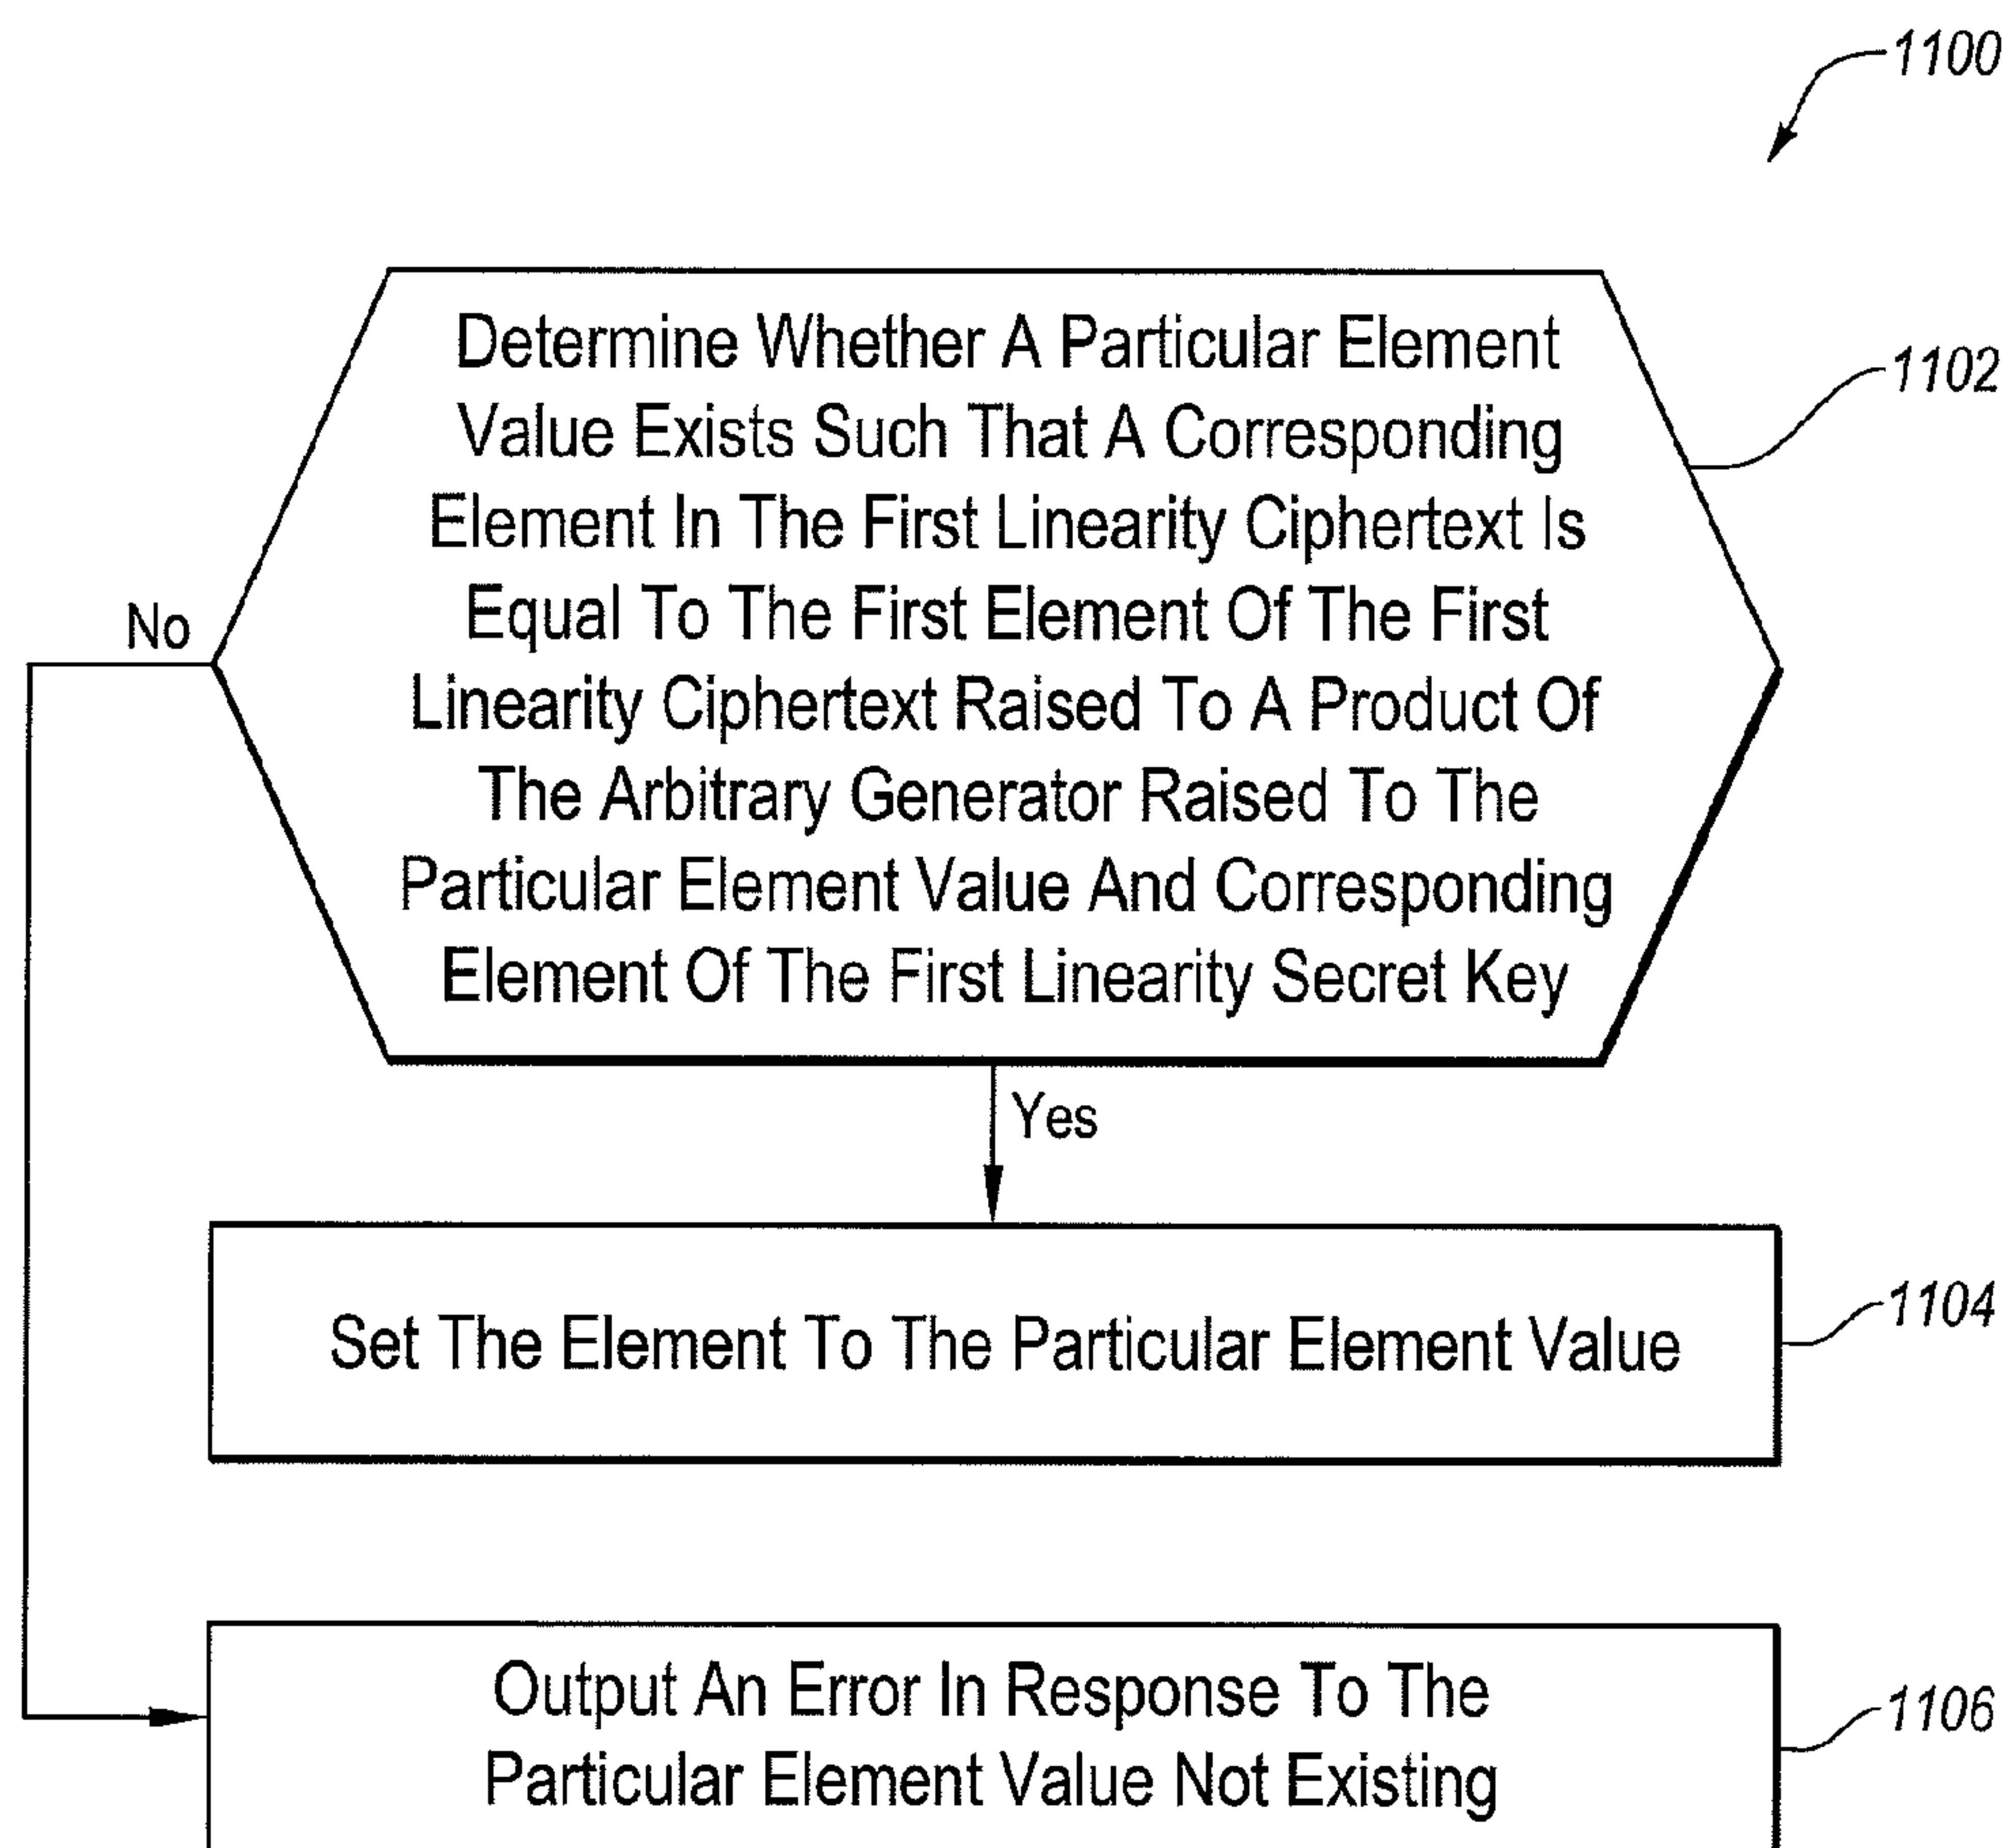 1100
Determine Whether A Particular Element
Value Exists Such That A Corresponding
Element In The First Linearity Ciphertext Is
Equal To The First Element Of The First
Linearity Ciphertext Raised To A Product Of
The Arbitrary Generator Raised To The
Particular Element Value And Corresponding
Element Of The First Linearity Secret Key
1102
No
Yes
Set The Element To The Particular Element Value
1104
Output An Error In Response To The
Particular Element Value Not Existing
1106